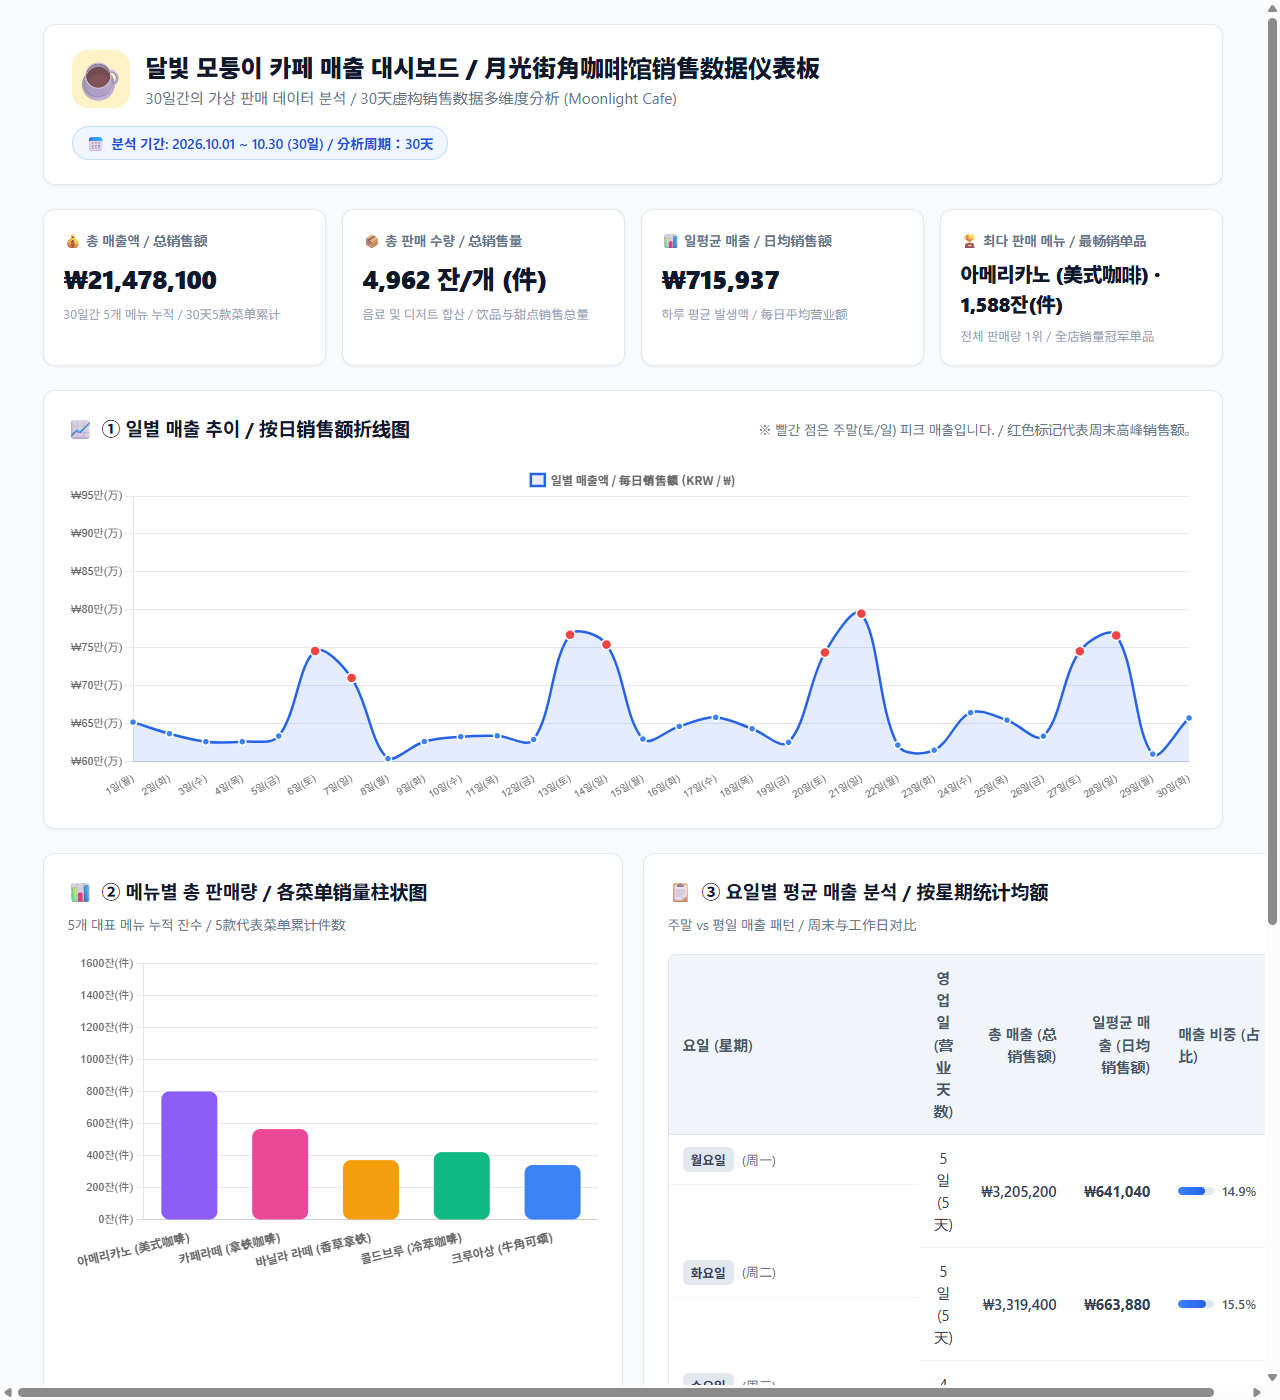 달빛 모퉁이 카페 매출 대시보드 / 月光街角咖啡馆销售数据仪表板
30일간의 가상 판매 데이터 분석 / 30天虚构销售数据多维度分析 (Moonlight Cafe)
분석 기간: 2026.10.01 ~ 10.30 (30일) / 分析周期：30天
총 매출액 / 总销售额
₩21,478,100
30일간 5개 메뉴 누적 / 30天5款菜单累计
총 판매 수량 / 总销售量
4,962 잔/개 (件)
음료 및 디저트 합산 / 饮品与甜点销售总量
일평균 매출 / 日均销售额
₩715,937
하루 평균 발생액 / 每日平均营业额
최다 판매 메뉴 / 最畅销单品
아메리카노 (美式咖啡) ·
1,588잔(件)
전체 판매량 1위 / 全店销量冠军单品
① 일별 매출 추이 / 按日销售额折线图
※ 빨간 점은 주말(토/일) 피크 매출입니다. / 红色标记代表周末高峰销售额。
일별 매출액 / 每日销售额 (KRW / ₩)
₩95만(万)
₩90만(万)
₩85만(万)
₩80만(万)
₩75만(万)
₩70만(万)
₩65만(万)
₩60만(万)
1일(월)
2일(화)
3일(수)
4일(목)
5일(금)
6일(토)
7일(일)
8일(월)
9일(화)
10일(수)
11일(목)
12일(금)
13일(토)
14일(일)
15일(월)
16일(화)
17일(수)
18일(목)
19일(금)
20일(토)
21일(일)
22일(월)
23일(화)
24일(수)
25일(목)
26일(금)
27일(토)
28일(일)
29일(월)
30일(화)
② 메뉴별 총 판매량 / 各菜单销量柱状图
5개 대표 메뉴 누적 잔수 / 5款代表菜单累计件数
1600잔(件)
1400잔(件)
1200잔(件)
1000잔(件)
800잔(件)
600잔(件)
400잔(件)
200잔(件)
0잔(件)
아메리카노 (美式咖啡)
카페라떼 (拿铁咖啡)
바닐라 라떼 (香草拿铁)
콜드브루 (冷萃咖啡)
크루아상 (牛角可颂)
③ 요일별 평균 매출 분석 / 按星期统计均额
주말 vs 평일 매출 패턴 / 周末与工作日对比
요일 (星期)
영
업
일
(营
业
天
数)
총 매출 (总
销售额)
일평균 매
출 (日均
销售额)
매출 비중 (占
比)
월요일 (周一)
5
일
(5
天)
₩3,205,200
₩641,040
14.9%
화요일 (周二)
5
일
(5
天)
₩3,319,400
₩663,880
15.5%
수요일 (周三)
4